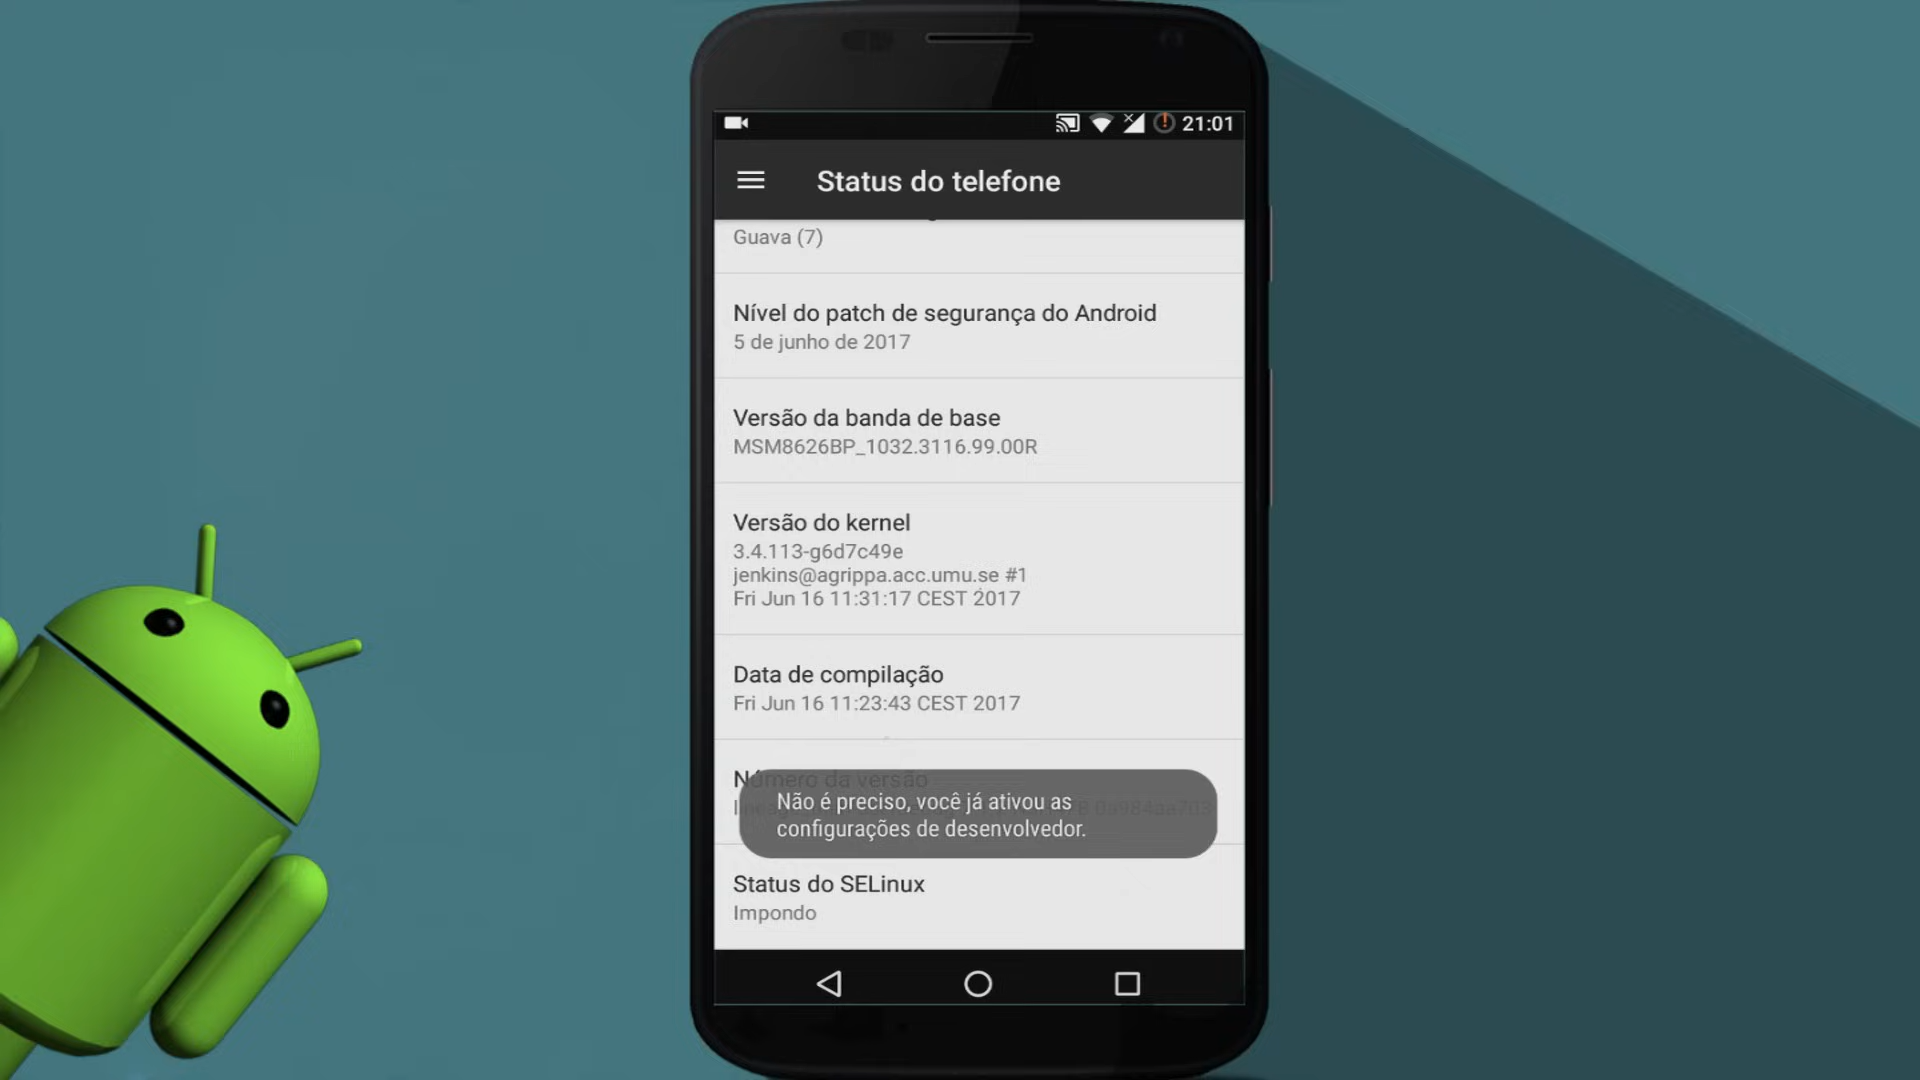 21:01
Status do telefone
Guava (7)
Nível do patch de segurança do Android
5 de junho de 2017
Versão da banda de base
MSM8626BP_1032.3116.99.00R
Versão do kernel
3.4.113-g6d7c49e
jenkins@agrippa.acc.umu.se #1
Fri Jun 16 11:31:17 CEST 2017
Data de compilação
Fri Jun 16 11:23:43 CEST 2017
Número da versão
Não é preciso, você já ativou as
configurações de desenvolvedor.
Status do SELinux
Impondo